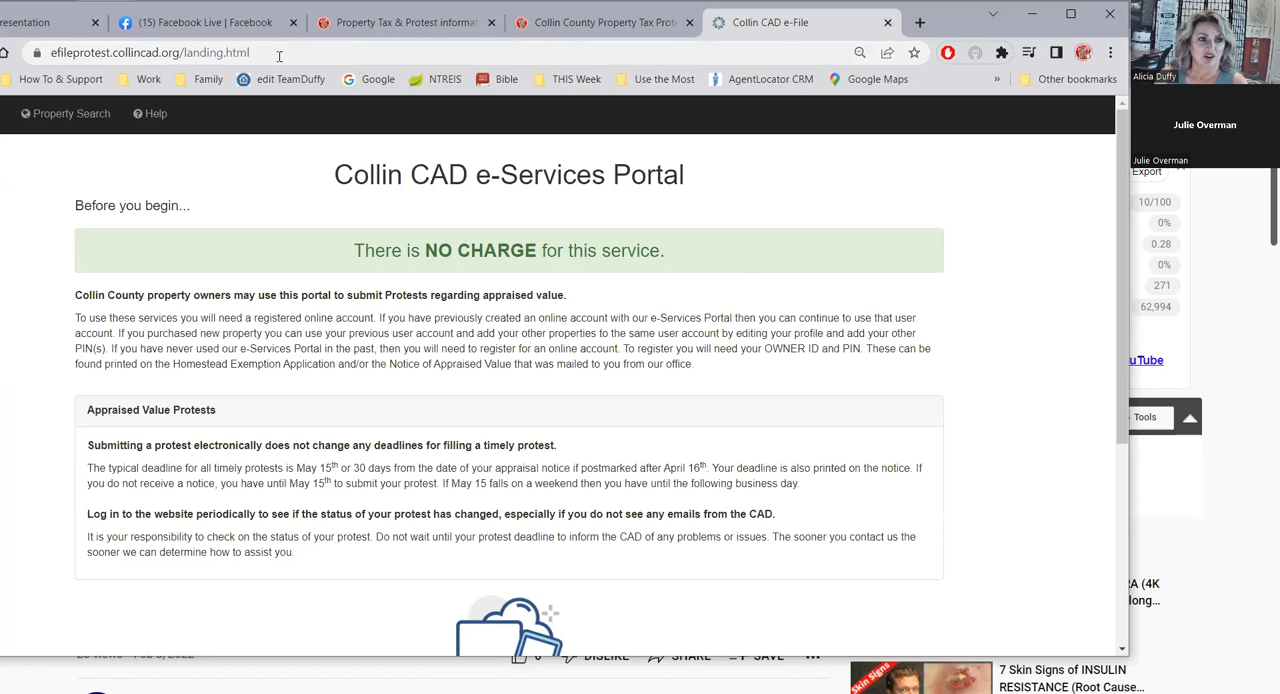 resentation
(15) Facebook Live | Facebook
Property Tax & Protest informat
Collin County Property Tax Prote
Collin CAD e-File
efileprotest.collincad.org/landing.html
How To & Support
Work
Family
edit TeamDuffy
Google
NTREIS
Bible
THIS Week
Use the Most
AgentLocator CRM
Google Maps
»
Other bookmarks
Alicia Duffy
Julie Overman
Julie Overman
Property Search
Help
Export
10/100
0%
0.28
0%
271
62,994
uTube
Tools
Collin CAD e-Services Portal
Before you begin...
There is NO CHARGE for this service.
Collin County property owners may use this portal to submit Protests regarding appraised value.
To use these services you will need a registered online account. If you have previously created an online account with our e-Services Portal then you can continue to use that user
account. If you purchased new property you can use your previous user account and add your other properties to the same user account by editing your profile and add your other
PIN(s). If you have never used our e-Services Portal in the past, then you will need to register for an online account. To register you will need your OWNER ID and PIN. These can be
found printed on the Homestead Exemption Application and/or the Notice of Appraised Value that was mailed to you from our office.
Appraised Value Protests
Submitting a protest electronically does not change any deadlines for filling a timely protest.
The typical deadline for all timely protests is May 15th or 30 days from the date of your appraisal notice if postmarked after April 16th. Your deadline is also printed on the notice. If
you do not receive a notice, you have until May 15th to submit your protest. If May 15 falls on a weekend then you have until the following business day.
Log in to the website periodically to see if the status of your protest has changed, especially if you do not see any emails from the CAD.
It is your responsibility to check on the status of your protest. Do not wait until your protest deadline to inform the CAD of any problems or issues. The sooner you contact us the
sooner we can determine how to assist you.
RA (4K
long...
DISLIKE
SHARE
SAVE
Skin Signs
7 Skin Signs of INSULIN
RESISTANCE (Root Cause...